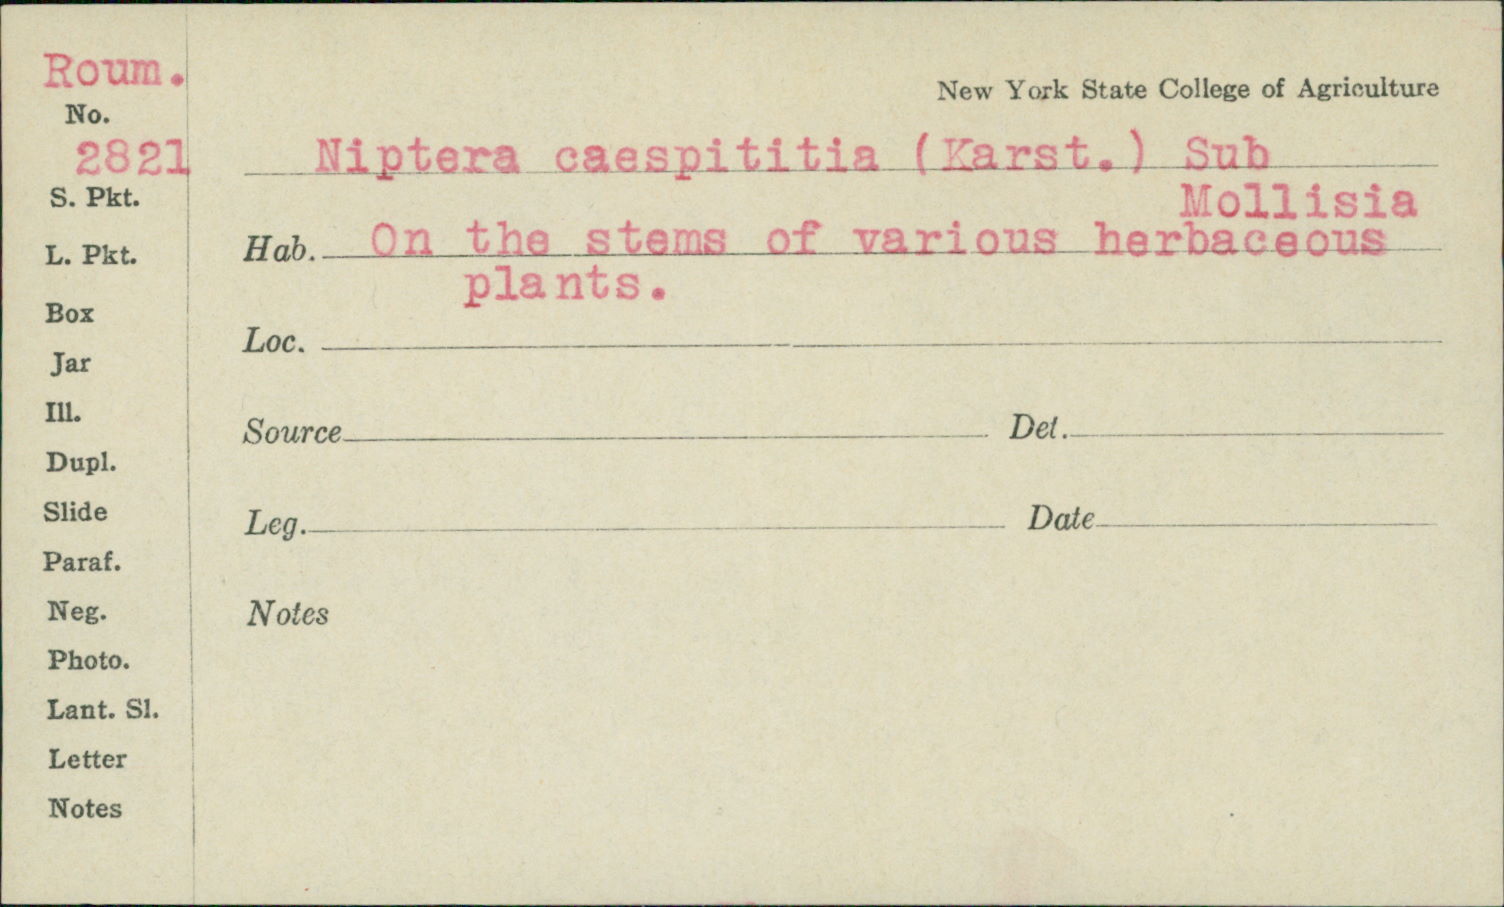 Roum.
New York State College of Agriculture
No.
2821
Niptera caespititia (Karst.) Sub
Mollisia
S. Pkt.
Hab. On the stems of various herbaceous
plants.
L. Pkt.
Box
Loc.
Jar
Ill.
Source Det.
Dupl.
Slide
Leg. Date
Paraf.
Neg.
Notes
Photo.
Lant. Sl.
Letter
Notes